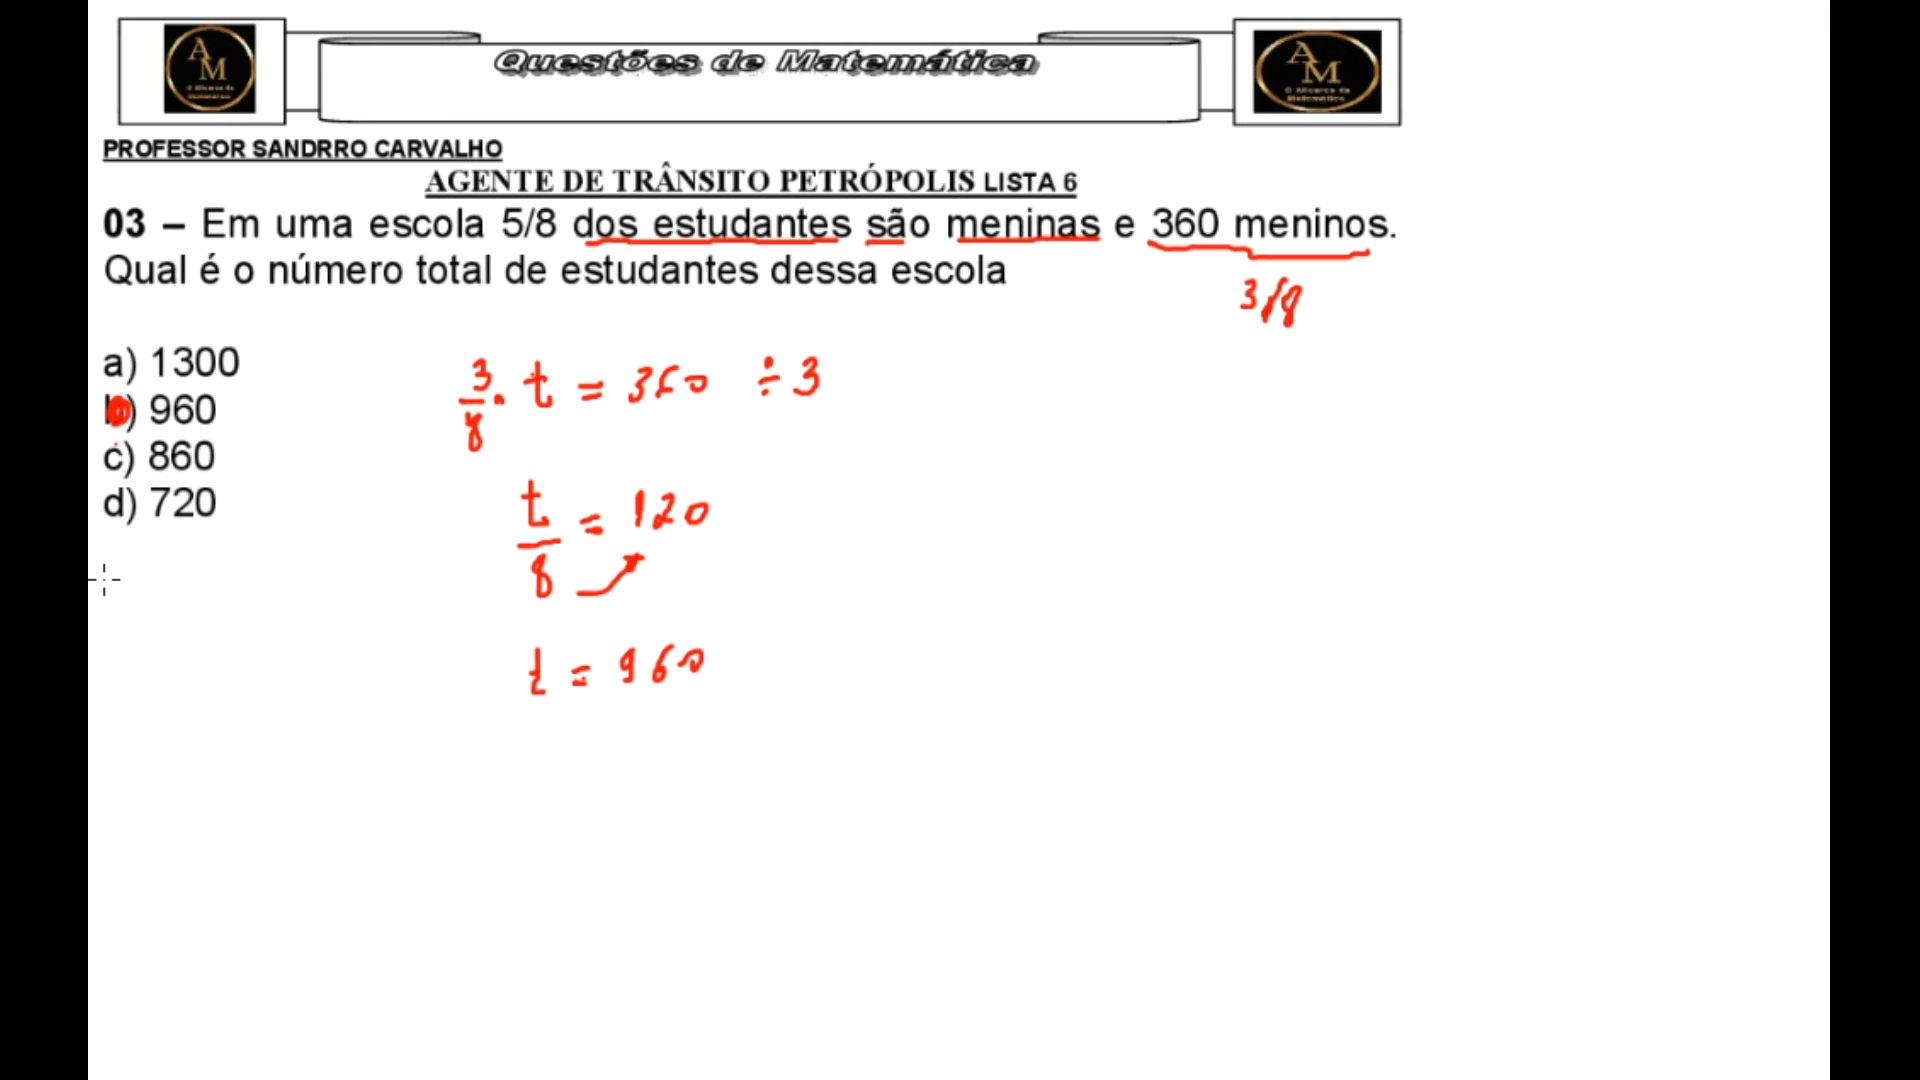 Questões de Matemática
A
M
A
M
PROFESSOR SANDRRO CARVALHO
AGENTE DE TRÂNSITO PETRÓPOLIS LISTA 6
03 – Em uma escola 5/8 dos estudantes são meninas e 360 meninos.
Qual é o número total de estudantes dessa escola
3/8
a) 1300
b) 960
c) 860
d) 720
3/8 . t = 360 ÷ 3
t/8 = 120
t = 960